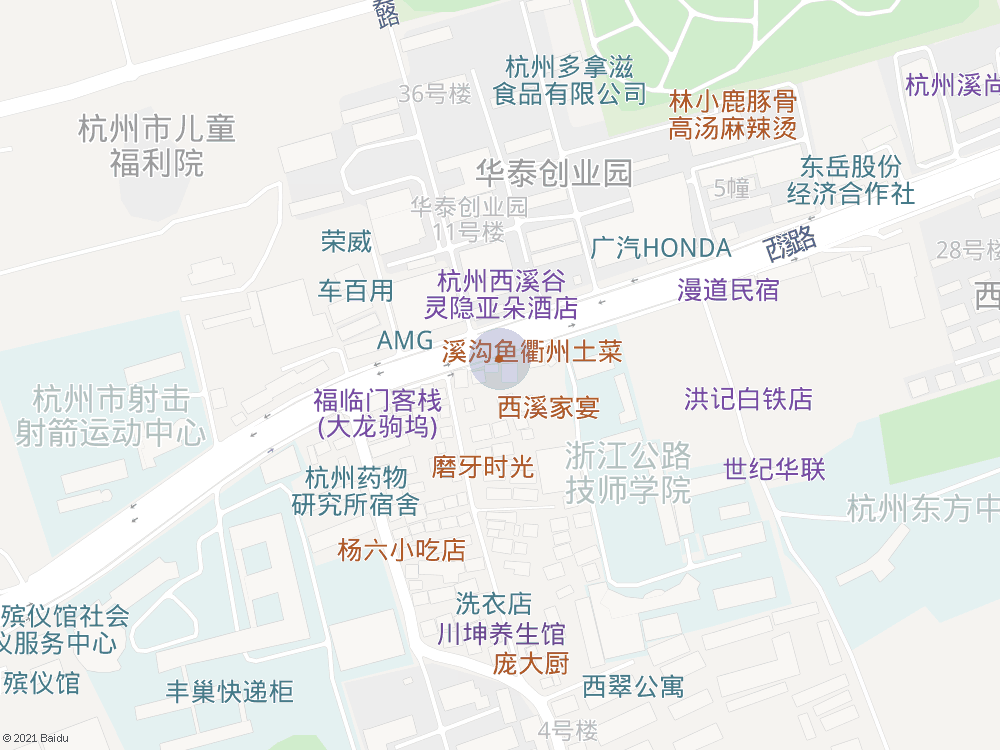 杭州多拿滋
食品有限公司
36号楼
杭州溪尚
林小鹿豚骨
高汤麻辣烫
杭州市儿童
福利院
华泰创业园
5幢
东岳股份
经济合作社
华泰创业园
11号楼
荣威
广汽HONDA
西溪路
28号楼
西
车百用
杭州西溪谷
灵隐亚朵酒店
漫道民宿
AMG
溪沟鱼衢州土菜
杭州市射击
射箭运动中心
福临门客栈
(大龙驹坞)
西溪家宴
洪记白铁店
磨牙时光
浙江公路
技师学院
世纪华联
杭州药物
研究所宿舍
杭州东方中
杨六小吃店
洗衣店
殡仪馆社会
仪服务中心
川坤养生馆
庞大厨
殡仪馆
丰巢快递柜
西翠公寓
4号楼
© 2021 Baidu